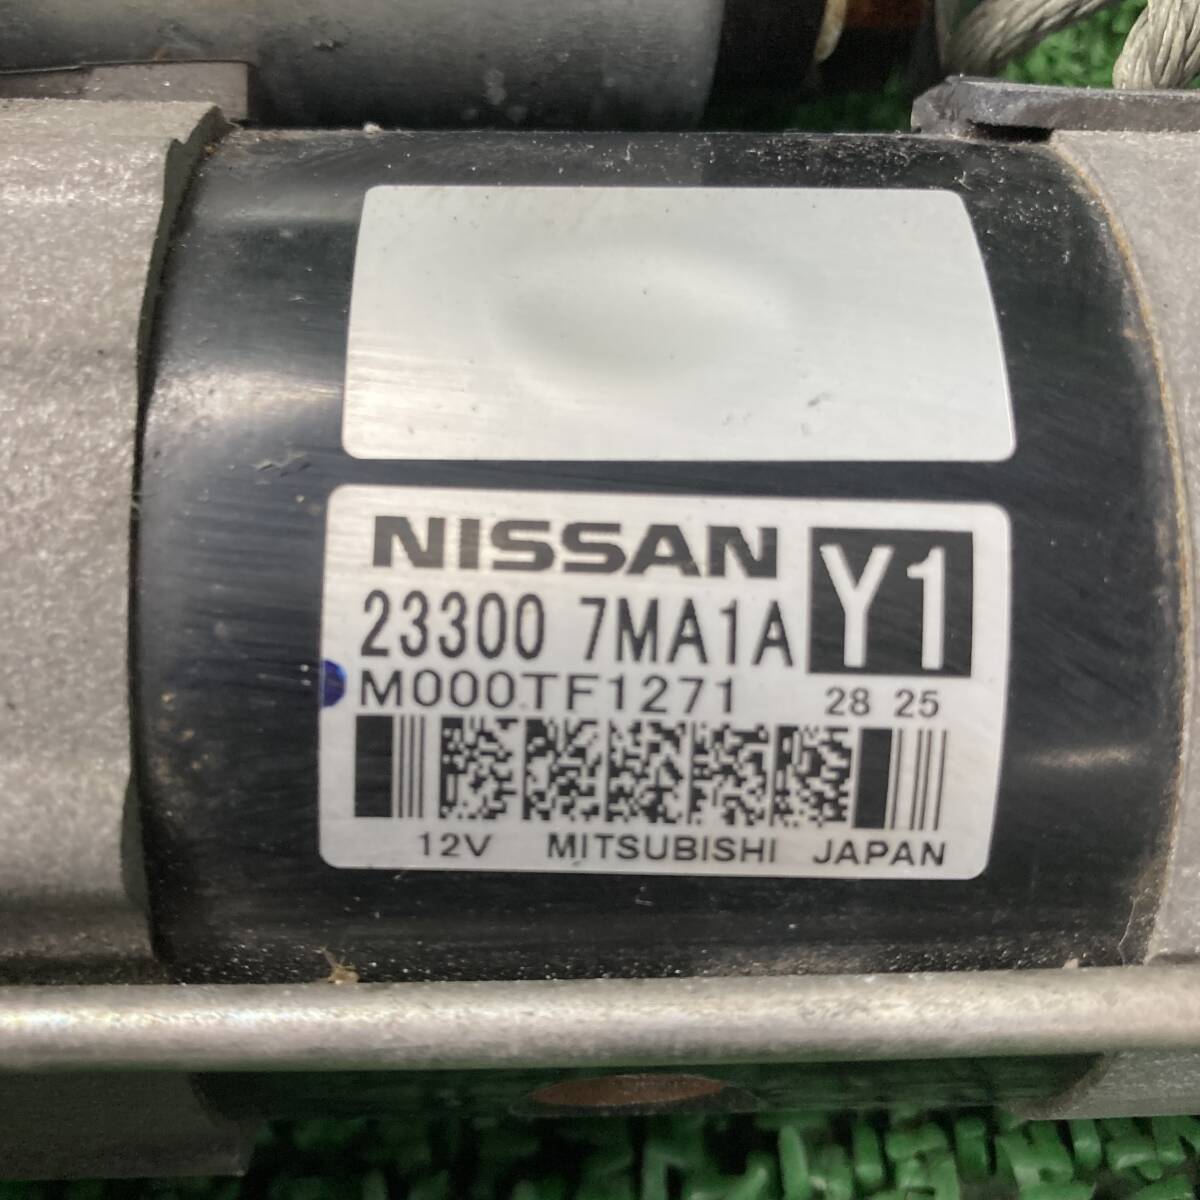 NISSAN Y1
23300 7MA1A
M000TF1271 28 25
12V MITSUBISHI JAPAN